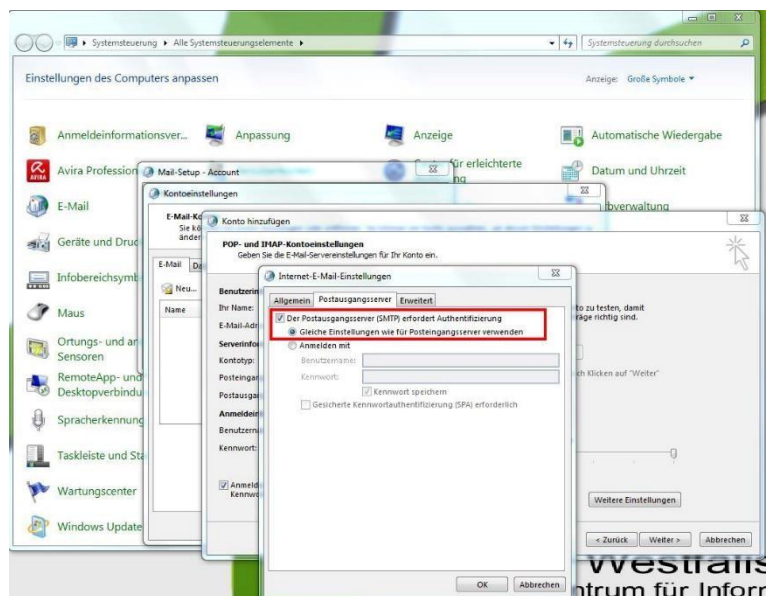 Systemsteuerung ▸ Alle Systemsteuerungselemente ▸
Systemsteuerung durchsuchen
Einstellungen des Computers anpassen
Anzeige: Große Symbole
Anmeldeinformationsver...
Anpassung
Anzeige
Automatische Wiedergabe
Avira Profession
für erleichterte
Datum und Uhrzeit
Mail-Setup - Account
E-Mail
Kontoeinstellungen
Geräte und Druc
Konto hinzufügen
POP- und IMAP-Kontoeinstellungen
Geben Sie die E-Mail-Servereinstellungen für Ihr Konto ein.
E-Mail
Neu...
Name
Infobereichsymb
Maus
Ortungs- und an
Sensoren
RemoteApp- und
Desktopverbindu
Spracherkennung
Taskleiste und Sta
Wartungscenter
Windows Update
Benutzerin
Ihr Name:
E-Mail-Adr
Serverinfor
Kontotyp:
Posteingan
Postausgan
Anmeldein
Benutzerna
Kennwort:
Anmeld
Kennwo
Internet-E-Mail-Einstellungen
Allgemein Postausgangsserver Erweitert
Der Postausgangsserver (SMTP) erfordert Authentifizierung
Gleiche Einstellungen wie für Posteingangsserver verwenden
Anmelden mit
Benutzername:
Kennwort:
Kennwort speichern
Gesicherte Kennwortauthentifizierung (SPA) erforderlich
OK Abbrechen
to zu testen, damit
räge richtig sind.
ch Klicken auf "Weiter"
Weitere Einstellungen
< Zurück Weiter > Abbrechen
Westfälis
ntrum für Inforr